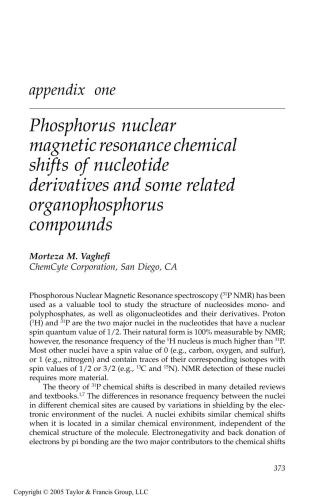 appendix one
Phosphorus nuclear
magnetic resonance chemical
shifts of nucleotide
derivatives and some related
organophosphorus
compounds
Morteza M. Vaghefi
ChemCyte Corporation, San Diego, CA
Phosphorous Nuclear Magnetic Resonance spectroscopy (³¹P NMR) has been
used as a valuable tool to study the structure of nucleosides mono- and
polyphosphates, as well as oligonucleotides and their derivatives. Proton
(¹H) and ³¹P are the two major nuclei in the nucleotides that have a nuclear
spin quantum value of 1/2. Their natural form is 100% measurable by NMR;
however, the resonance frequency of the ¹H nucleus is much higher than ³¹P.
Most other nuclei have a spin value of 0 (e.g., carbon, oxygen, and sulfur),
or 1 (e.g., nitrogen) and contain traces of their corresponding isotopes with
spin values of 1/2 or 3/2 (e.g., ¹³C and ¹⁵N). NMR detection of these nuclei
requires more material.
The theory of ³¹P chemical shifts is described in many detailed reviews
and textbooks.¹,⁷ The differences in resonance frequency between the nuclei
in different chemical sites are caused by variations in shielding by the elec-
tronic environment of the nuclei. A nuclei exhibits similar chemical shifts
when it is located in a similar chemical environment, independent of the
chemical structure of the molecule. Electronegativity and back donation of
electrons by pi bonding are the two major contributors to the chemical shifts
373
Copyright © 2005 Taylor & Francis Group, LLC